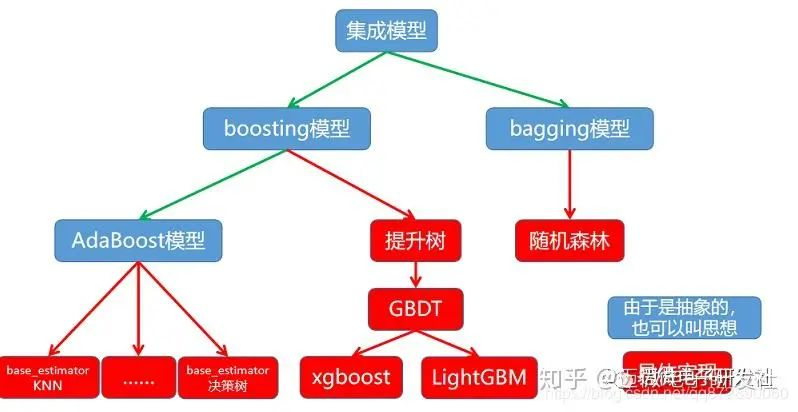 集成模型
boosting模型
bagging模型
AdaBoost模型
提升树
随机森林
GBDT
由于是抽象的,
也可以叫思想
base_estimator
KNN
......
base_estimator
决策树
xgboost
LightGBM
知乎